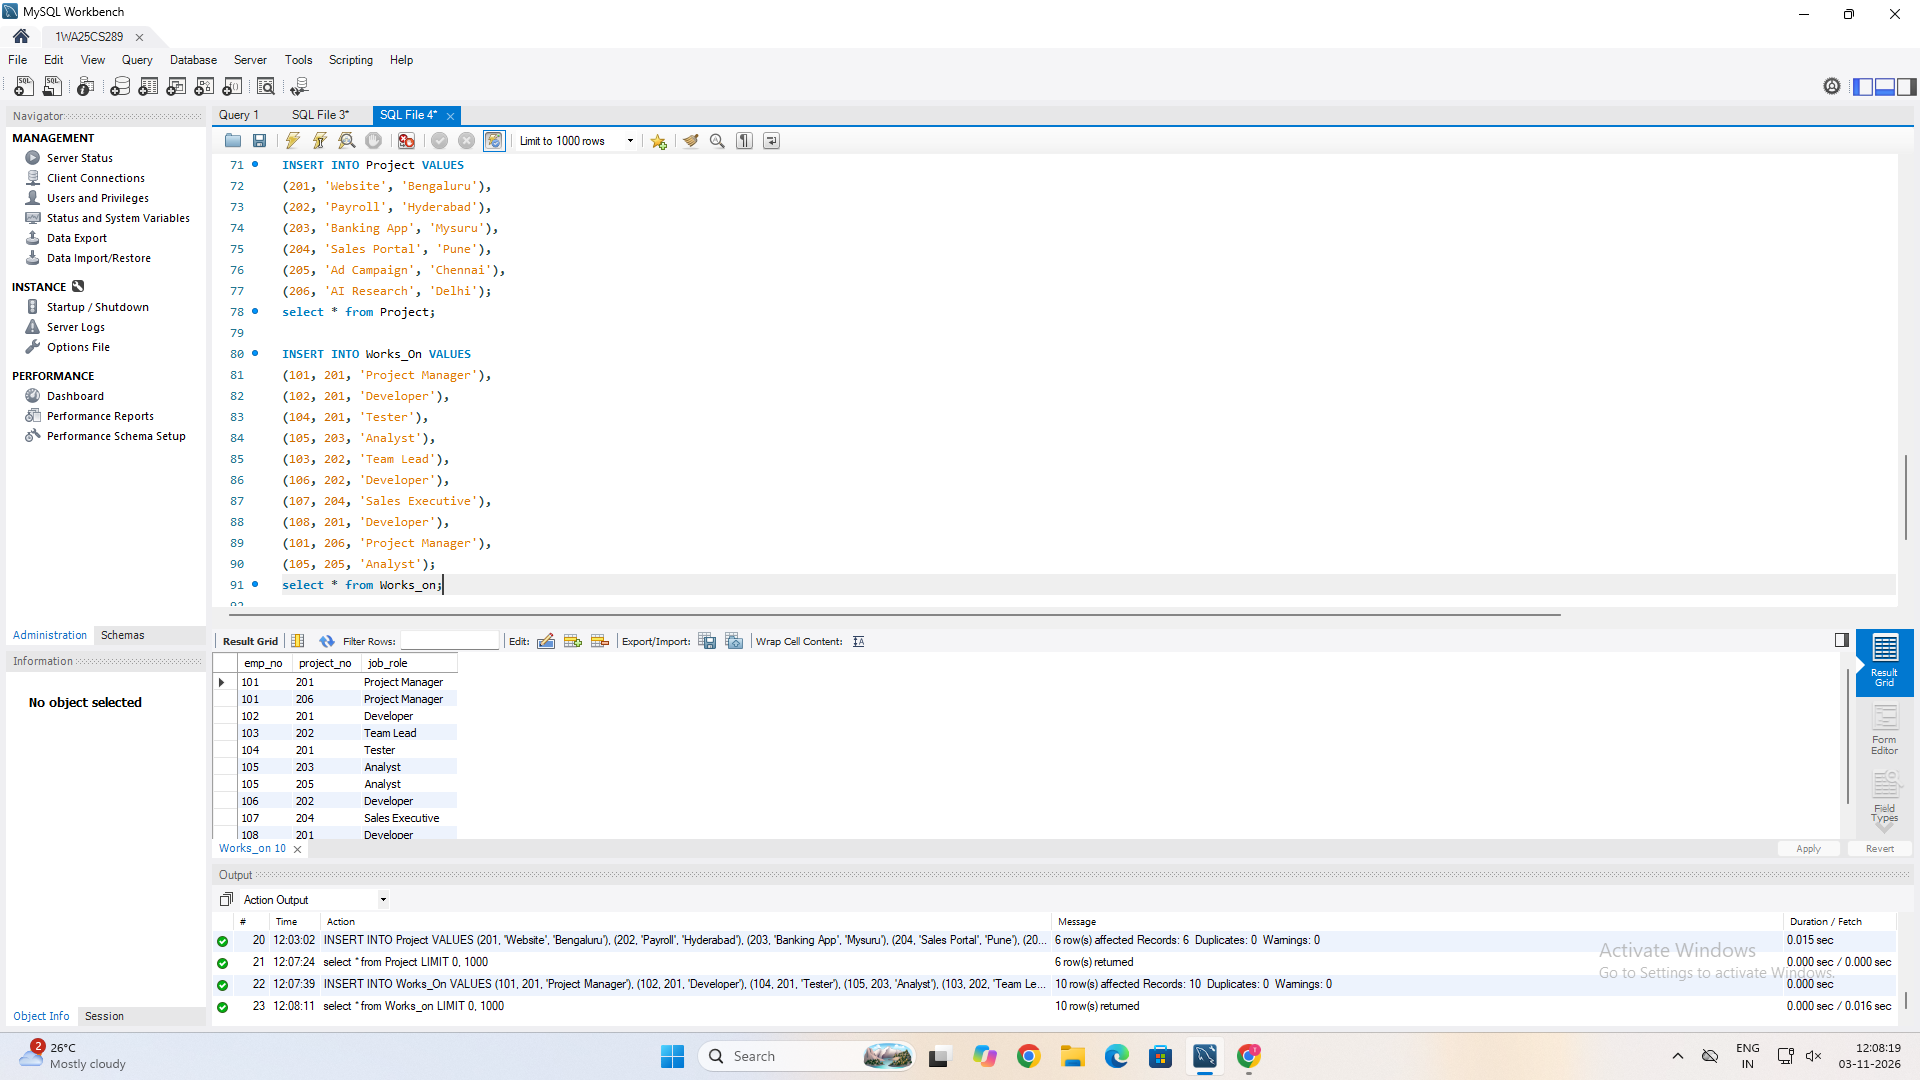 MySQL Workbench
1WA25CS289
File Edit View Query Database Server Tools Scripting Help
Navigator
MANAGEMENT
Server Status
Client Connections
Users and Privileges
Status and System Variables
Data Export
Data Import/Restore
INSTANCE
Startup / Shutdown
Server Logs
Options File
PERFORMANCE
Dashboard
Performance Reports
Performance Schema Setup
Administration Schemas
Information
No object selected
Object Info Session
Query 1 SQL File 3* SQL File 4*
Limit to 1000 rows
71 INSERT INTO Project VALUES
72 (201, 'Website', 'Bengaluru'),
73 (202, 'Payroll', 'Hyderabad'),
74 (203, 'Banking App', 'Mysuru'),
75 (204, 'Sales Portal', 'Pune'),
76 (205, 'Ad Campaign', 'Chennai'),
77 (206, 'AI Research', 'Delhi');
78 select * from Project;
79
80 INSERT INTO Works_On VALUES
81 (101, 201, 'Project Manager'),
82 (102, 201, 'Developer'),
83 (104, 201, 'Tester'),
84 (105, 203, 'Analyst'),
85 (103, 202, 'Team Lead'),
86 (106, 202, 'Developer'),
87 (107, 204, 'Sales Executive'),
88 (108, 201, 'Developer'),
89 (101, 206, 'Project Manager'),
90 (105, 205, 'Analyst');
91 select * from Works_on;
92
Result Grid Filter Rows: Edit: Export/Import: Wrap Cell Content:
emp_no project_no job_role
101 201 Project Manager
101 206 Project Manager
102 201 Developer
103 202 Team Lead
104 201 Tester
105 203 Analyst
105 205 Analyst
106 202 Developer
107 204 Sales Executive
108 201 Developer
Result Grid
Form Editor
Field Types
Works_on 10 Apply Revert
Output
Action Output
# Time Action Message Duration / Fetch
20 12:03:02 INSERT INTO Project VALUES (201, 'Website', 'Bengaluru'), (202, 'Payroll', 'Hyderabad'), (203, 'Banking App', 'Mysuru'), (204, 'Sales Portal', 'Pune'), (20... 6 row(s) affected Records: 6 Duplicates: 0 Warnings: 0 0.015 sec
21 12:07:24 select * from Project LIMIT 0, 1000 6 row(s) returned 0.000 sec / 0.000 sec
22 12:07:39 INSERT INTO Works_On VALUES (101, 201, 'Project Manager'), (102, 201, 'Developer'), (104, 201, 'Tester'), (105, 203, 'Analyst'), (103, 202, 'Team Le... 10 row(s) affected Records: 10 Duplicates: 0 Warnings: 0 0.000 sec
23 12:08:11 select * from Works_on LIMIT 0, 1000 10 row(s) returned 0.000 sec / 0.016 sec
Activate Windows
Go to Settings to activate Windows.
2
26°C
Mostly cloudy
Search
ENG
IN
12:08:19
03-11-2026